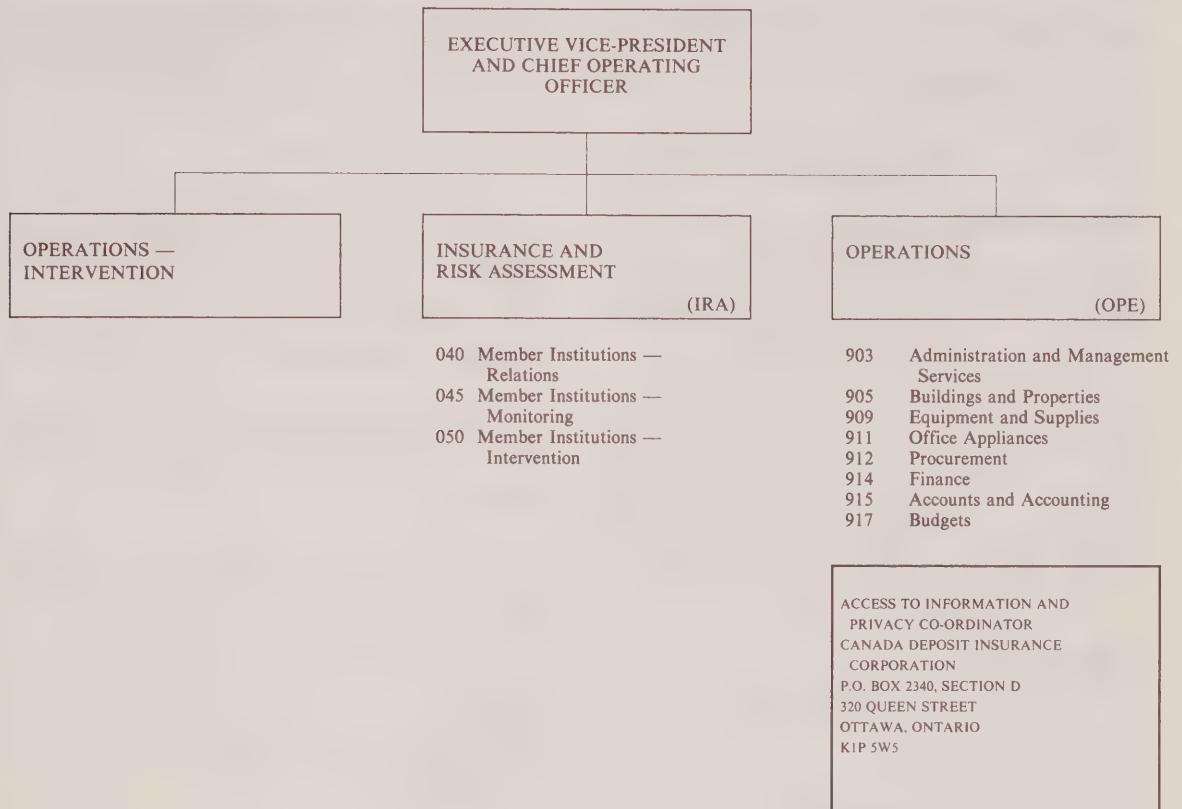 EXECUTIVE VICE-PRESIDENT
AND CHIEF OPERATING
OFFICER
OPERATIONS —
INTERVENTION
INSURANCE AND
RISK ASSESSMENT
(IRA)
040 Member Institutions —
Relations
045 Member Institutions —
Monitoring
050 Member Institutions —
Intervention
OPERATIONS
(OPE)
903 Administration and Management
Services
905 Buildings and Properties
909 Equipment and Supplies
911 Office Appliances
912 Procurement
914 Finance
915 Accounts and Accounting
917 Budgets
ACCESS TO INFORMATION AND
PRIVACY CO-ORDINATOR
CANADA DEPOSIT INSURANCE
CORPORATION
P.O. BOX 2340, SECTION D
320 QUEEN STREET
OTTAWA, ONTARIO
K1P 5W5